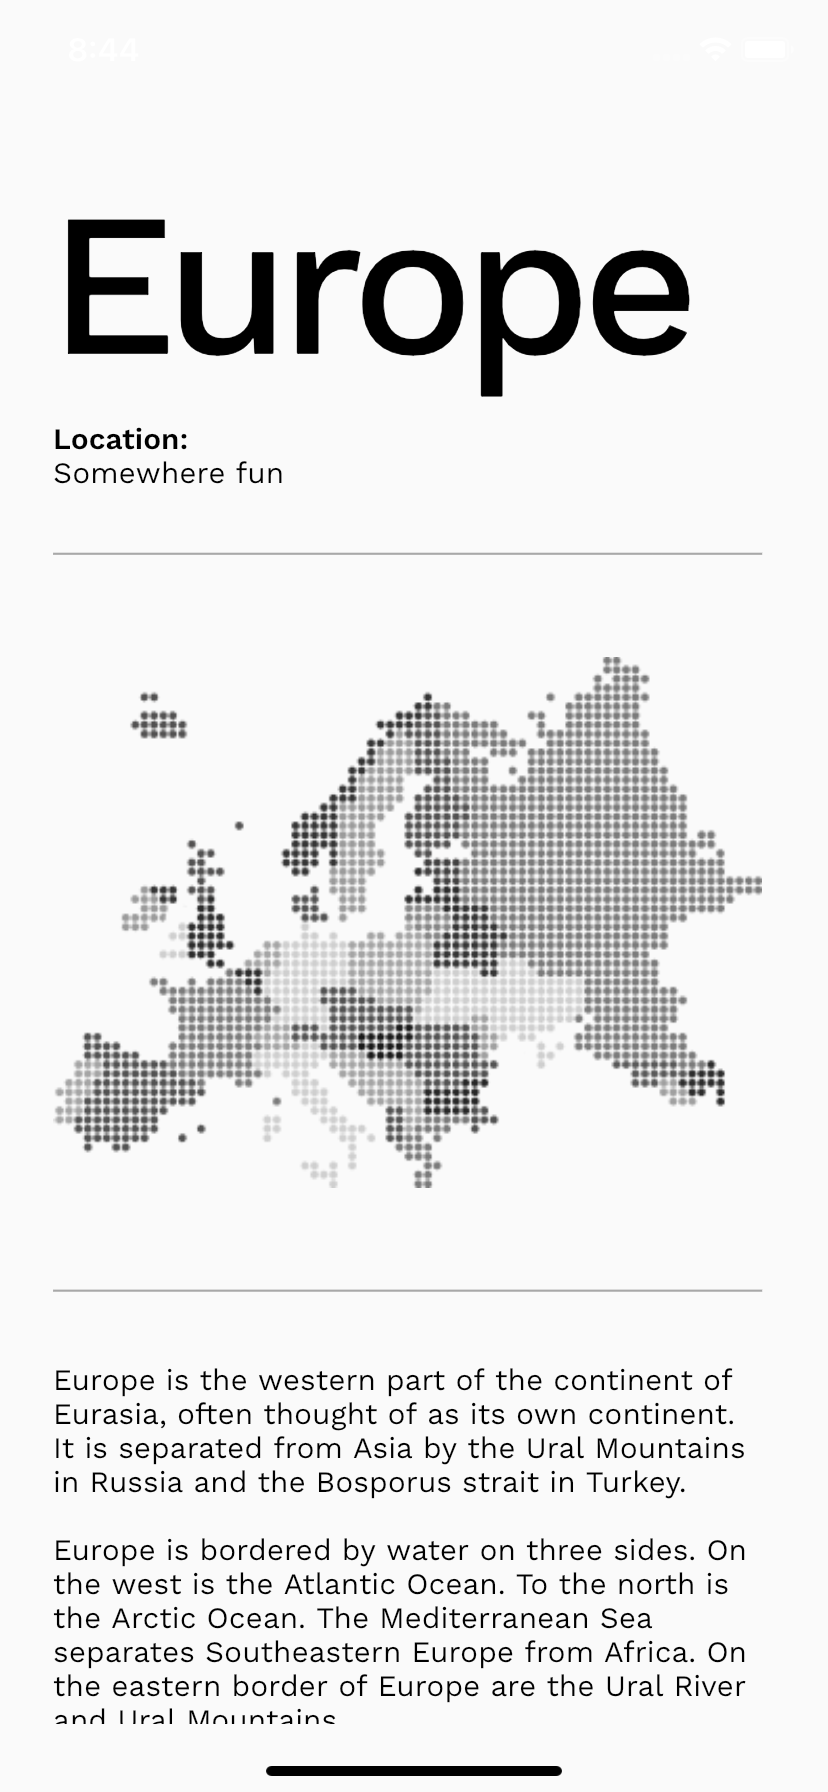 8:44
Europe
Location:
Somewhere fun
Europe is the western part of the continent of
Eurasia, often thought of as its own continent.
It is separated from Asia by the Ural Mountains
in Russia and the Bosporus strait in Turkey.
Europe is bordered by water on three sides. On
the west is the Atlantic Ocean. To the north is
the Arctic Ocean. The Mediterranean Sea
separates Southeastern Europe from Africa. On
the eastern border of Europe are the Ural River
and Ural Mountains